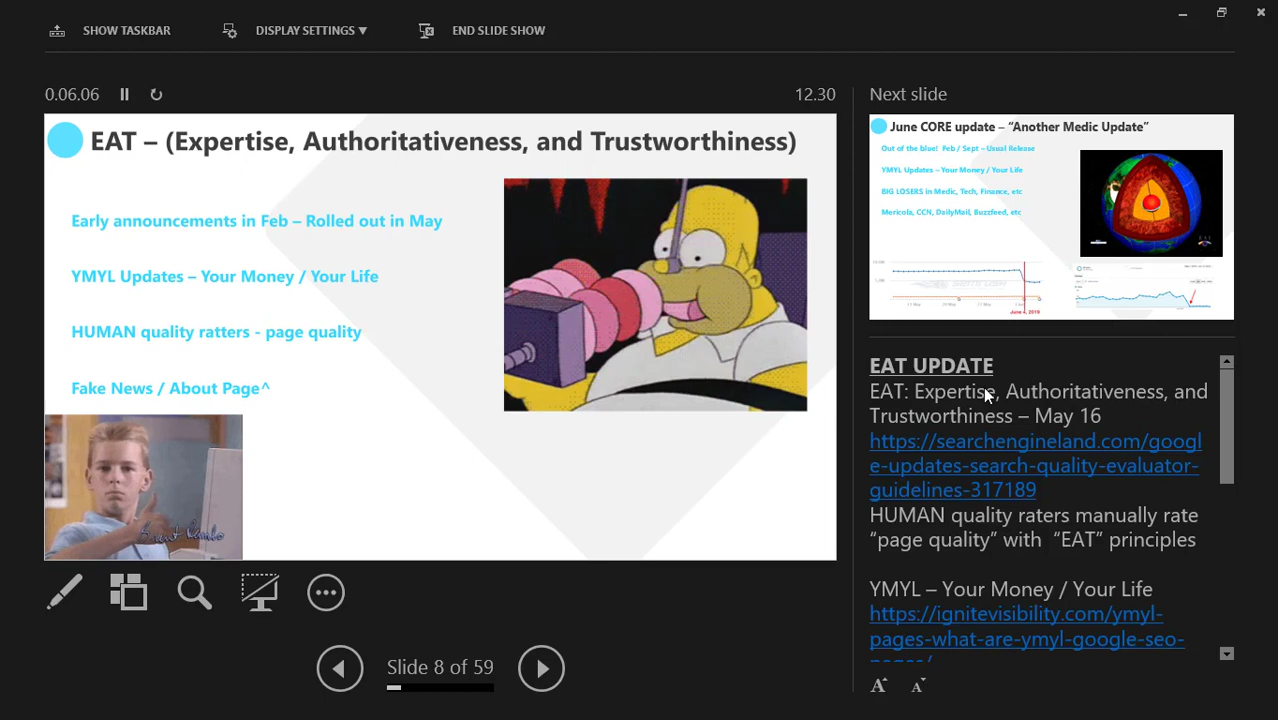 SHOW TASKBAR
DISPLAY SETTINGS ▼
END SLIDE SHOW
0.06.06
12.30
EAT – (Expertise, Authoritativeness, and Trustworthiness)
Early announcements in Feb – Rolled out in May
YMYL Updates – Your Money / Your Life
HUMAN quality ratters - page quality
Fake News / About Page^
Slide 8 of 59
Next slide
June CORE update – “Another Medic Update”
Out of the blue! Feb / Sept – Usual Release
YMYL Updates – Your Money / Your Life
BIG LOSERS in Medic, Tech, Finance, etc
Mericola, CCN, DailyMail, Buzzfeed, etc
June 4, 2019
EAT UPDATE
EAT: Expertise, Authoritativeness, and
Trustworthiness – May 16
https://searchengineland.com/googl
e-updates-search-quality-evaluator-
guidelines-317189
HUMAN quality raters manually rate
“page quality” with “EAT” principles
YMYL – Your Money / Your Life
https://ignitevisibility.com/ymyl-
pages-what-are-ymyl-google-seo-
pages/
A A